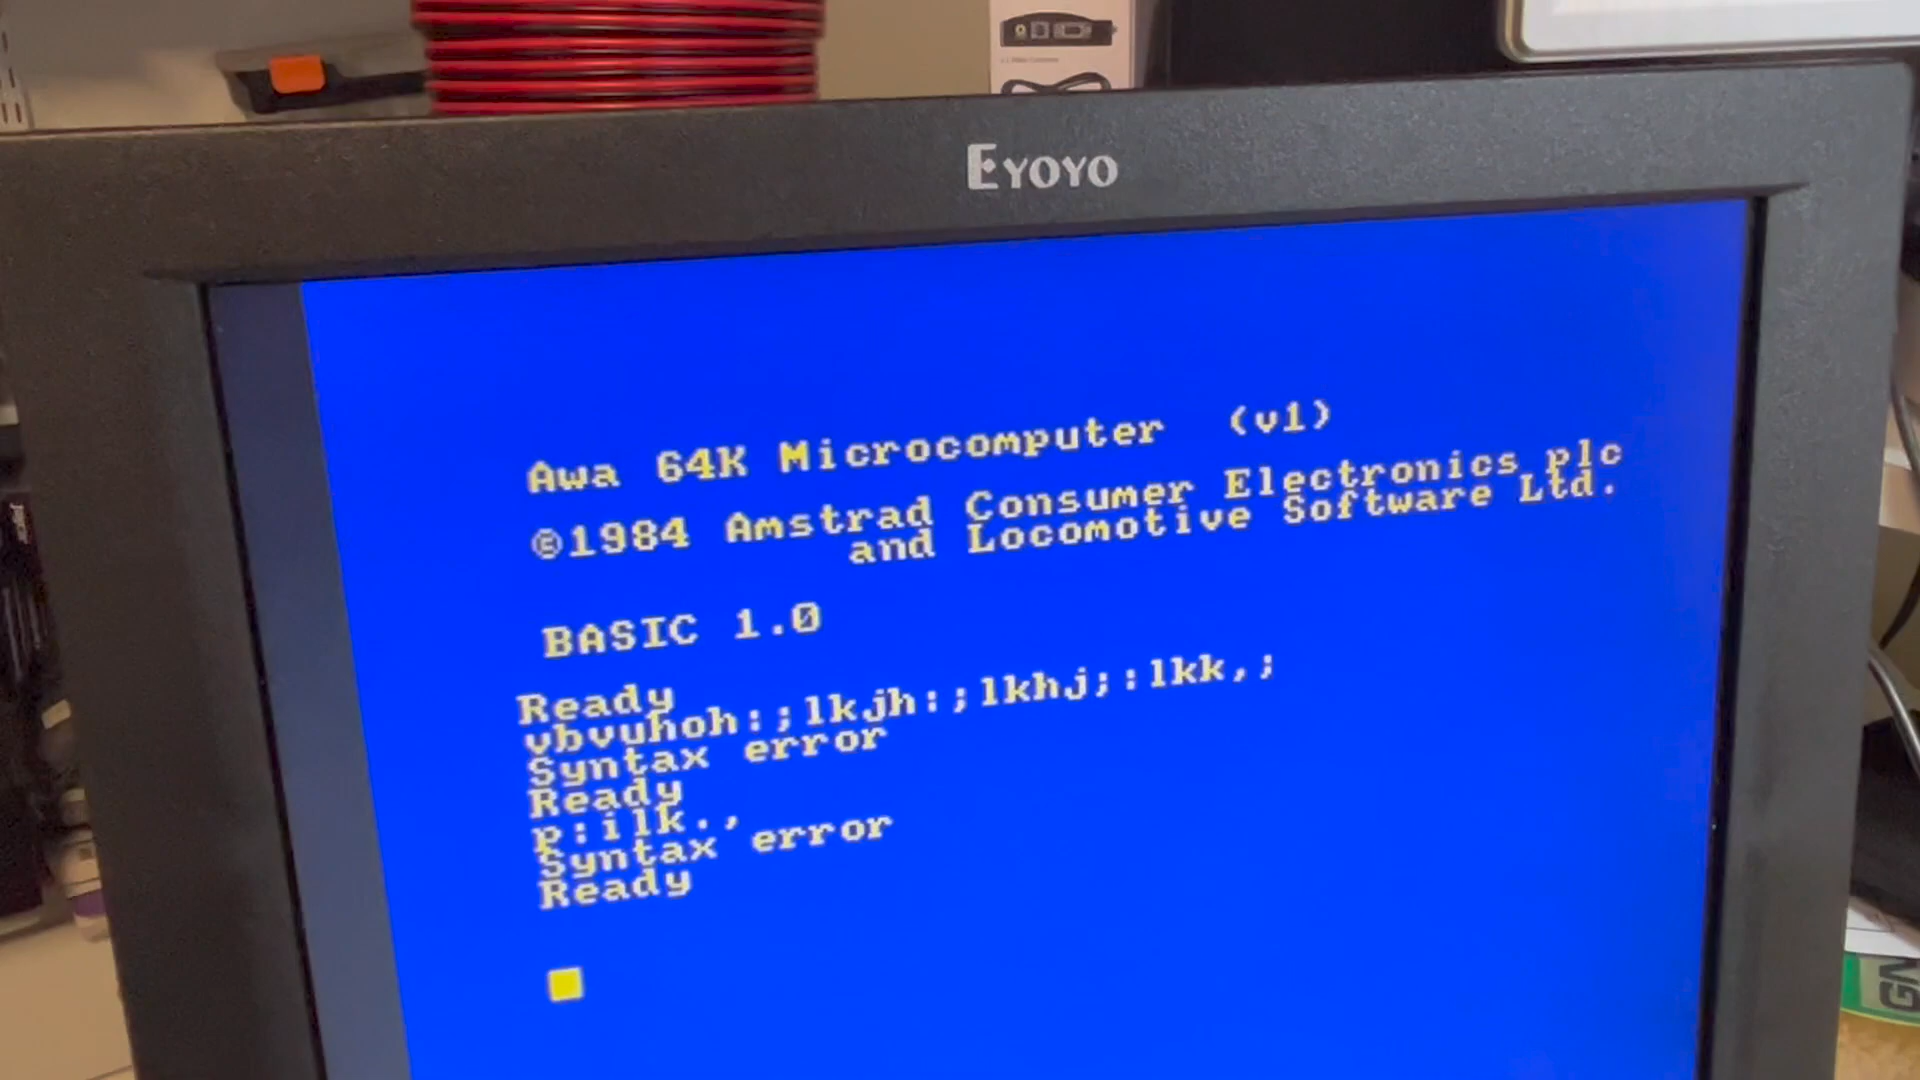 EYOYO
Awa 64K Microcomputer (v1)
©1984 Amstrad Consumer Electronics plc
and Locomotive Software Ltd.
BASIC 1.0
Ready
vbvuhoh:;lkjh:;lkhj;:lkk,;
Syntax error
Ready
p:ilk.,
Syntax error
Ready